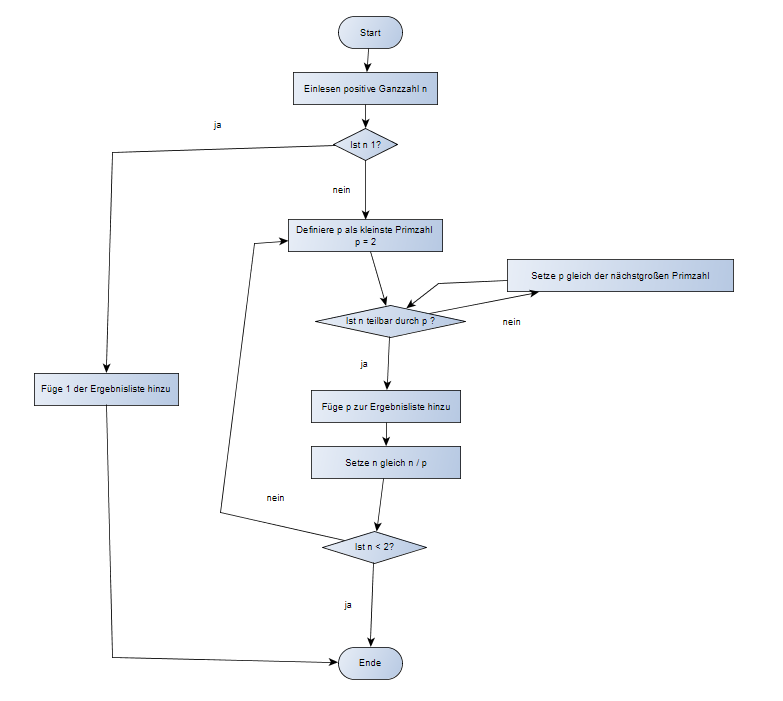 Start
Einlesen positive Ganzzahl n
ja
Ist n 1?
nein
Definiere p als kleinste Primzahl
p = 2
Setze p gleich der nächstgroßen Primzahl
Ist n teilbar durch p ?
nein
ja
Füge 1 der Ergebnisliste hinzu
Füge p zur Ergebnisliste hinzu
Setze n gleich n / p
nein
Ist n < 2?
ja
Ende